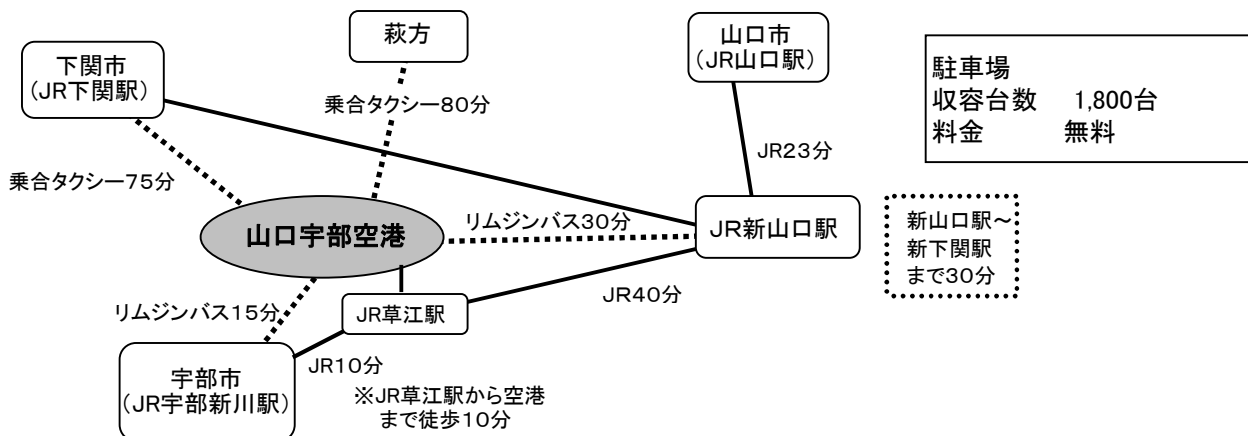 萩方
山口市
(JR山口駅)
下関市
(JR下関駅)
駐車場
収容台数 1,800台
料金 無料
乗合タクシー80分
JR23分
乗合タクシー75分
山口宇部空港
リムジンバス30分
JR新山口駅
新山口駅～
新下関駅
まで30分
JR40分
リムジンバス15分
JR草江駅
JR10分
宇部市
(JR宇部新川駅)
※JR草江駅から空港
まで徒歩10分